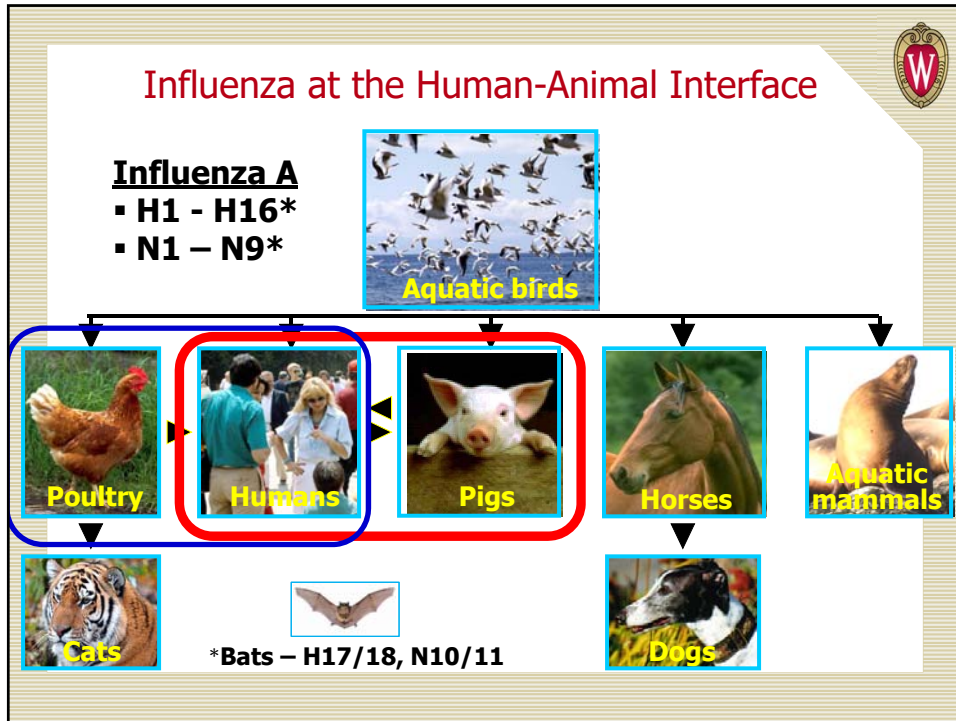 Influenza at the Human-Animal Interface
W
Influenza A
▪ H1 - H16*
▪ N1 – N9*
Aquatic birds
Poultry
Humans
Pigs
Horses
Aquatic
mammals
Cats
*Bats – H17/18, N10/11
Dogs